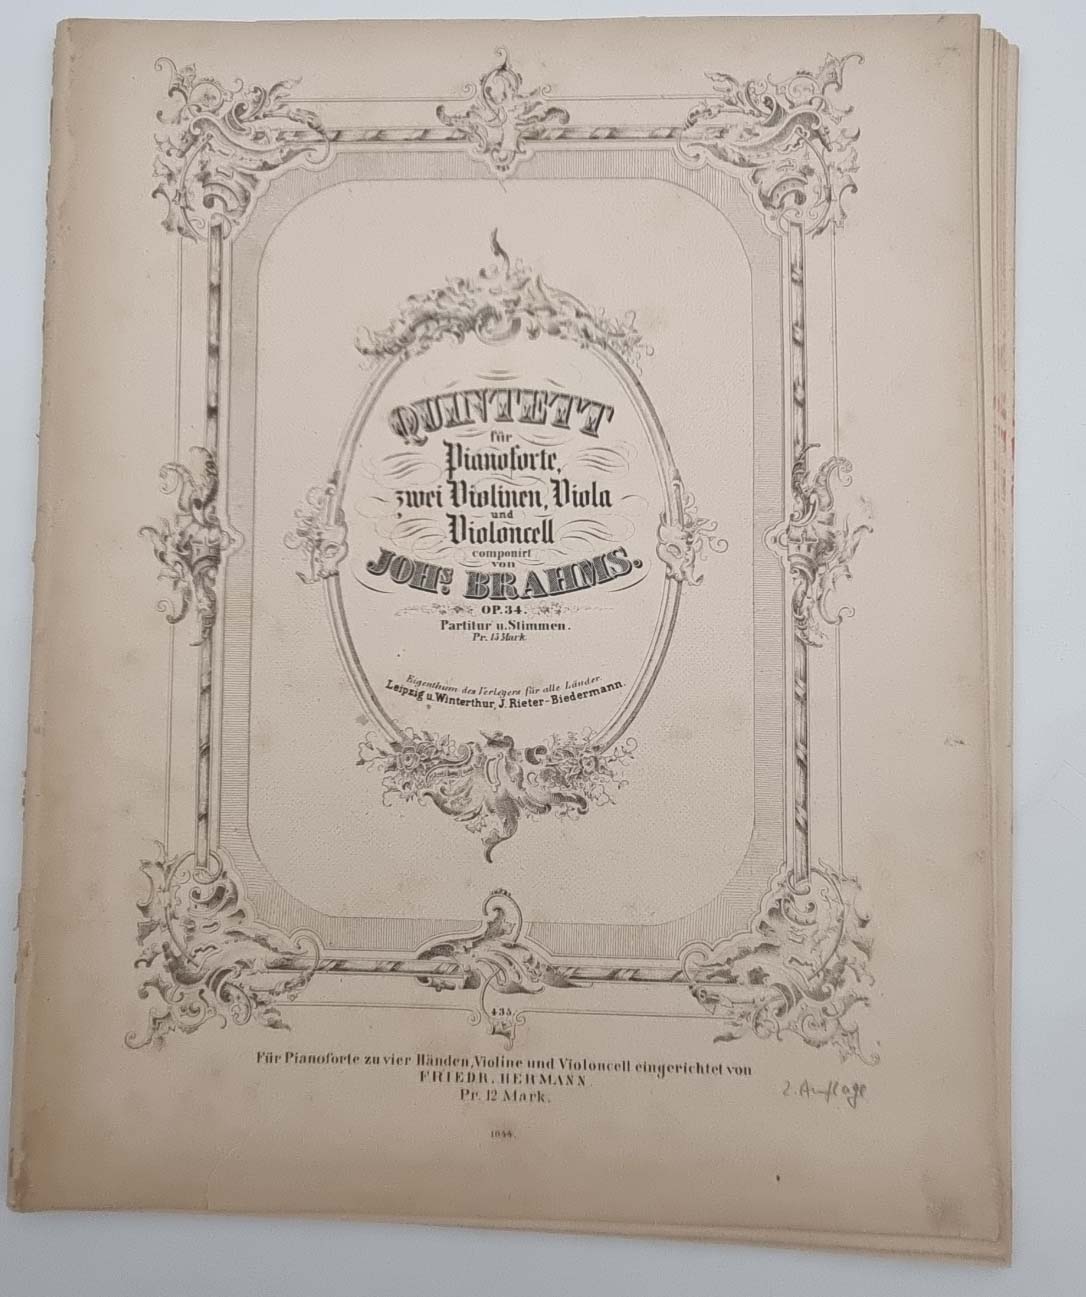 QUINTETT
für
Pianoforte,
zwei Violinen, Viola
und
Violoncell
componirt
von
JOHS. BRAHMS.
OP. 34.
Partitur u. Stimmen.
Pr. 15 Mark.
Eigenthum des Verlegers für alle Länder.
Leipzig u. Winterthur, J. Rieter-Biedermann.
435.
Für Pianoforte zu vier Händen, Violine und Violoncell eingerichtet von
FRIEDR. HERMANN.
Pr. 12 Mark.
2. Auflage
1044.